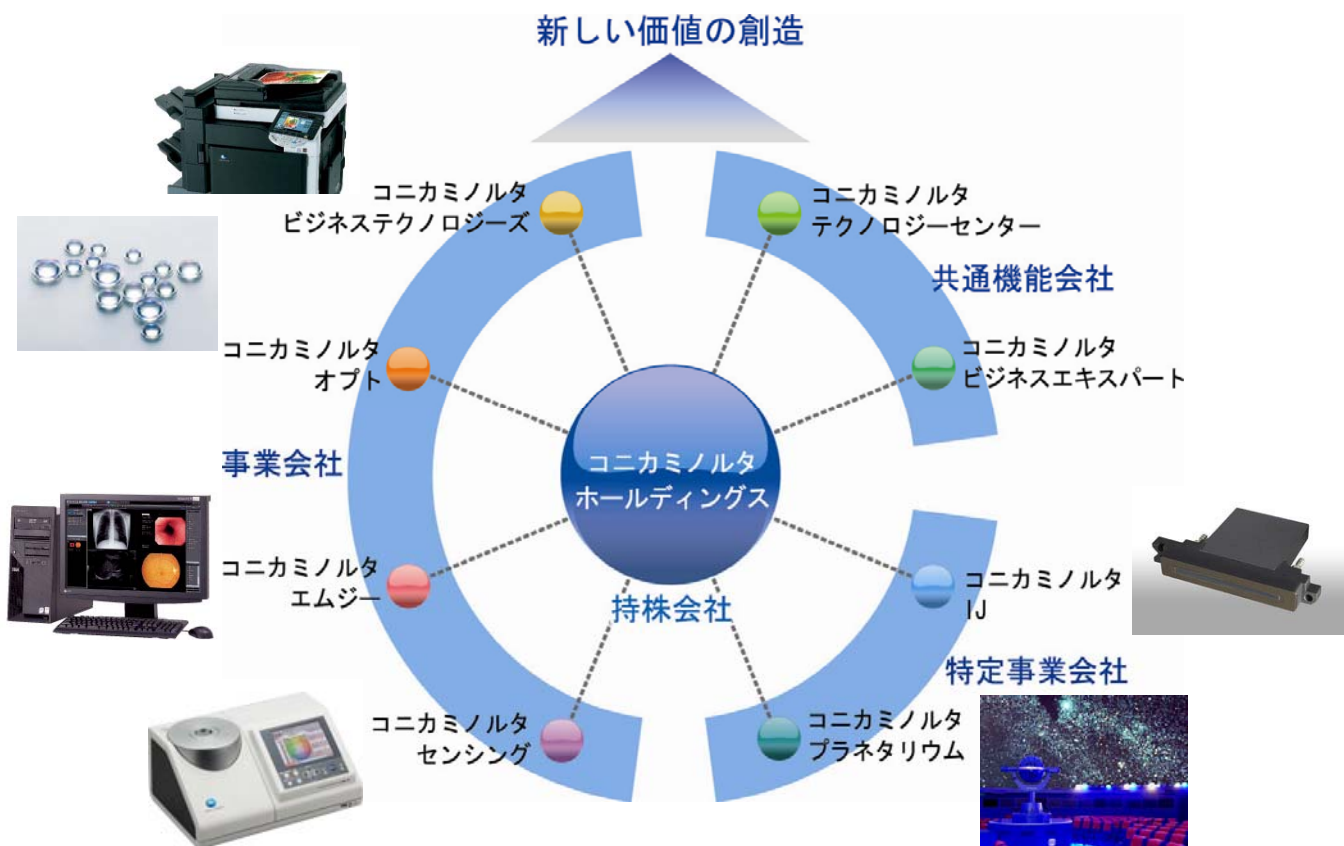 新しい価値の創造
コニカミノルタ
ビジネステクノロジーズ
コニカミノルタ
テクノロジーセンター
共通機能会社
コニカミノルタ
オプト
コニカミノルタ
ビジネスエキスパート
事業会社
コニカミノルタ
ホールディングス
持株会社
コニカミノルタ
エムジー
コニカミノルタ
IJ
特定事業会社
コニカミノルタ
センシング
コニカミノルタ
プラネタリウム